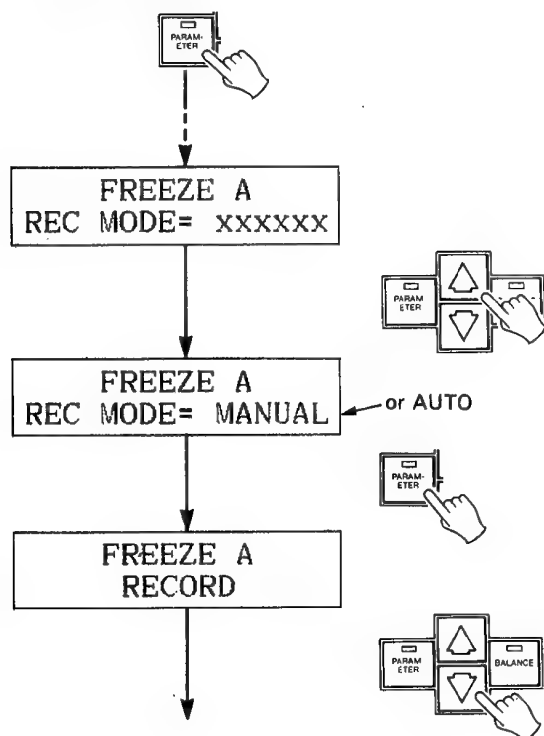 PARAM-
ETER
FREEZE A
REC MODE= xxxxxx
PARAM
ETER
FREEZE A
REC MODE= MANUAL
or AUTO
PARAM-
ETER
FREEZE A
RECORD
PARAM
ETER
BALANCE